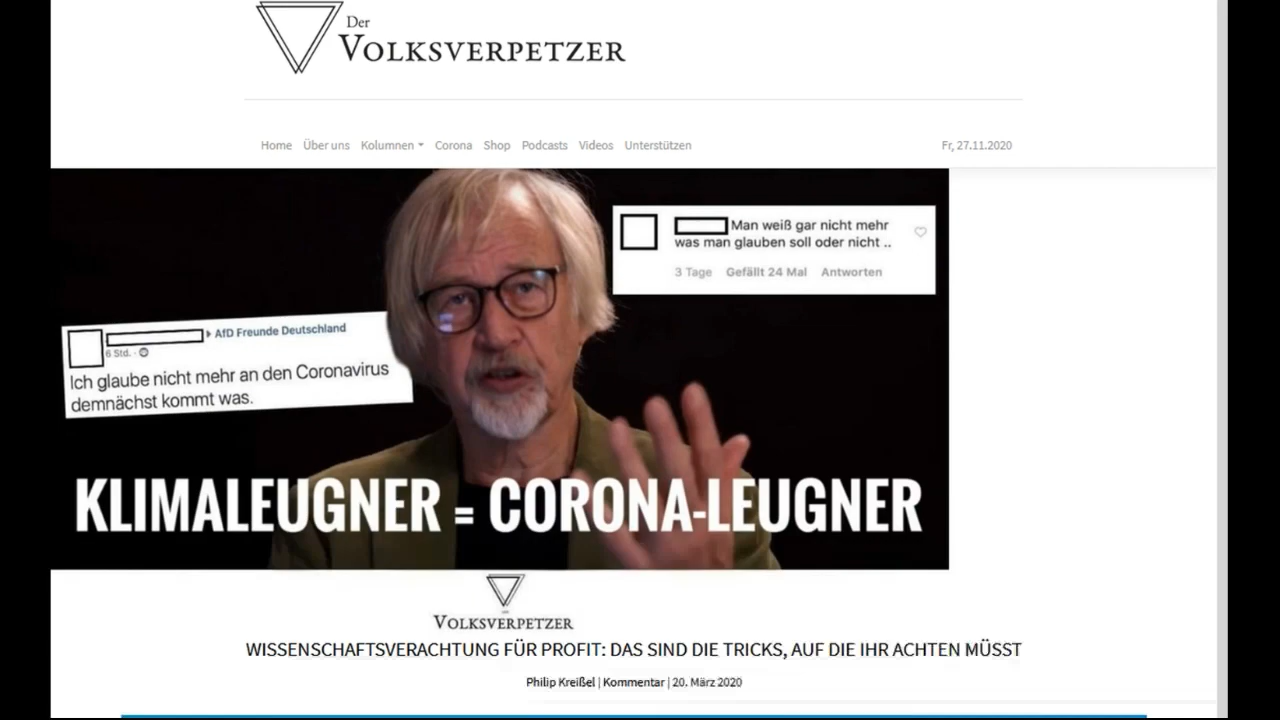 Der
VOLKSVERPETZER
Home Über uns Kolumnen Corona Shop Podcasts Videos Unterstützen Fr, 27.11.2020
Man weiß gar nicht mehr
was man glauben soll oder nicht ..
3 Tage Gefällt 24 Mal Antworten
AfD Freunde Deutschland
6 Std. ·
Ich glaube nicht mehr an den Coronavirus
demnächst kommt was.
KLIMALEUGNER = CORONA-LEUGNER
VOLKSVERPETZER
WISSENSCHAFTSVERACHTUNG FÜR PROFIT: DAS SIND DIE TRICKS, AUF DIE IHR ACHTEN MÜSST
Philip Kreißel | Kommentar | 20. März 2020